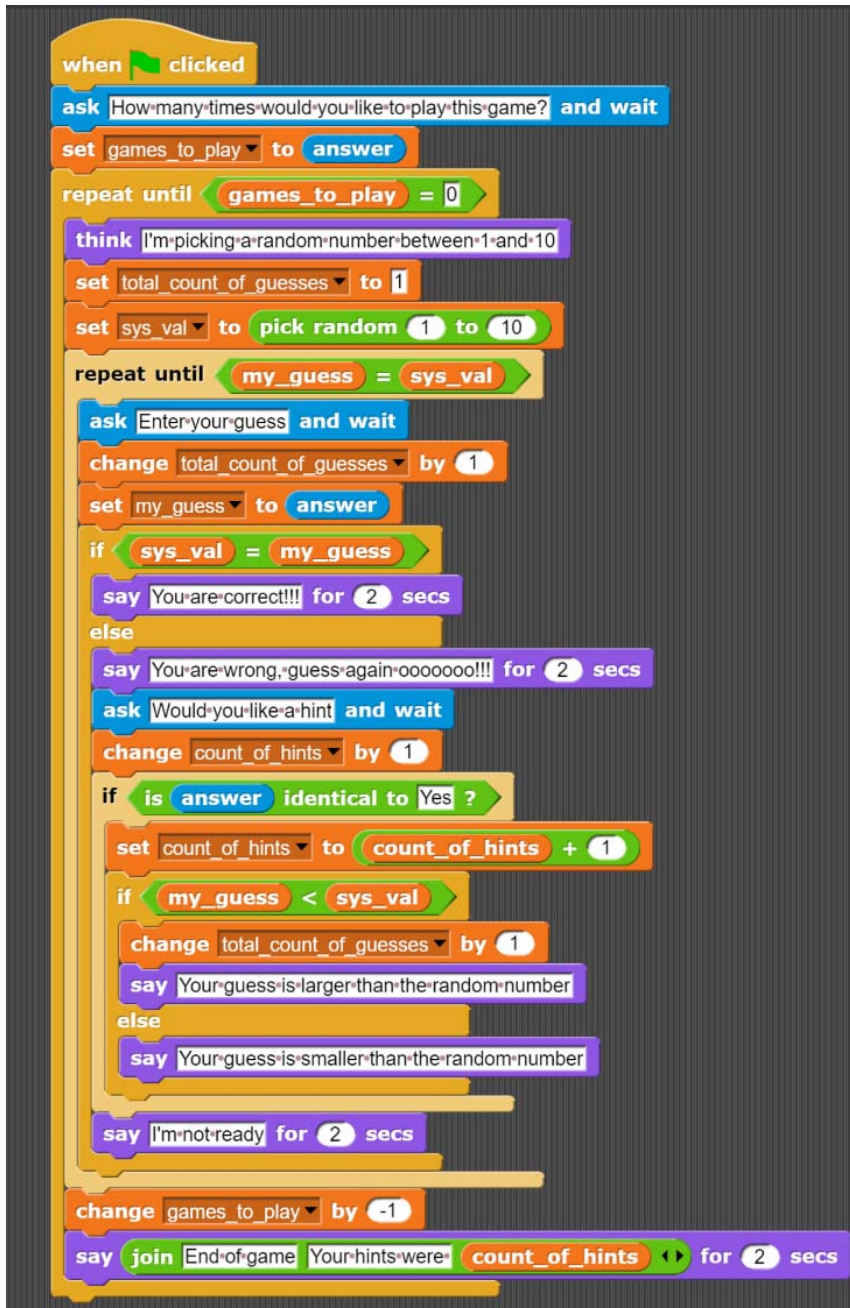 when clicked
ask How many times would you like to play this game? and wait
set games_to_play to answer
repeat until games_to_play = 0
think I'm picking a random number between 1 and 10
set total_count_of_guesses to 1
set sys_val to pick random 1 to 10
repeat until my_guess = sys_val
ask Enter your guess and wait
change total_count_of_guesses by 1
set my_guess to answer
if sys_val = my_guess
say You are correct!!! for 2 secs
else
say You are wrong, guess again ooooooo!!! for 2 secs
ask Would you like a hint and wait
change count_of_hints by 1
if is answer identical to Yes ?
set count_of_hints to count_of_hints + 1
if my_guess < sys_val
change total_count_of_guesses by 1
say Your guess is larger than the random number
else
say Your guess is smaller than the random number
say I'm not ready for 2 secs
change games_to_play by -1
say join End of game Your hints were count_of_hints for 2 secs